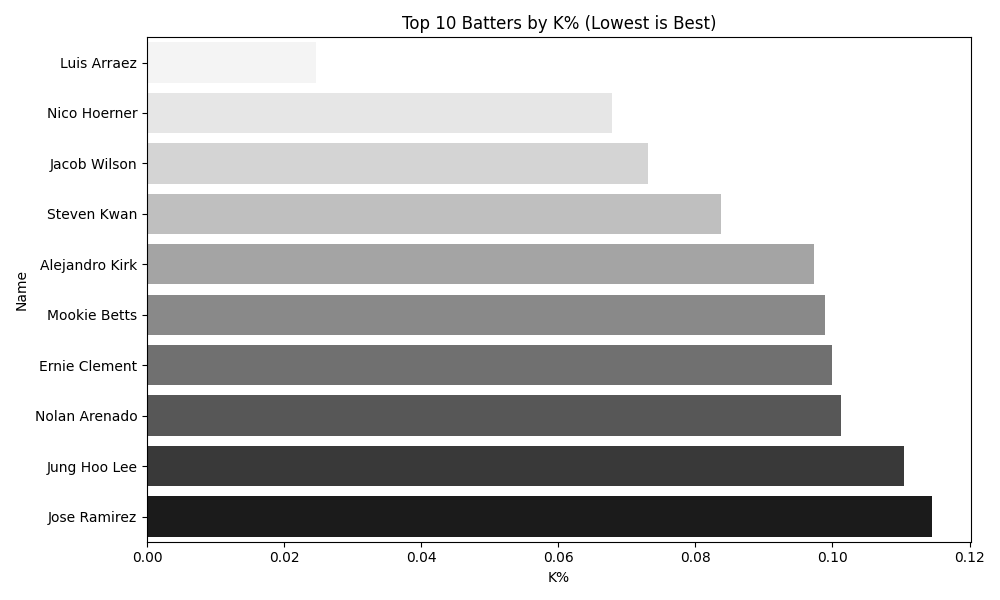 Top 10 Batters by K% (Lowest is Best)
Luis Arraez
Nico Hoerner
Jacob Wilson
Steven Kwan
Alejandro Kirk
Mookie Betts
Ernie Clement
Nolan Arenado
Jung Hoo Lee
Jose Ramirez
Name
0.00 0.02 0.04 0.06 0.08 0.10 0.12
K%